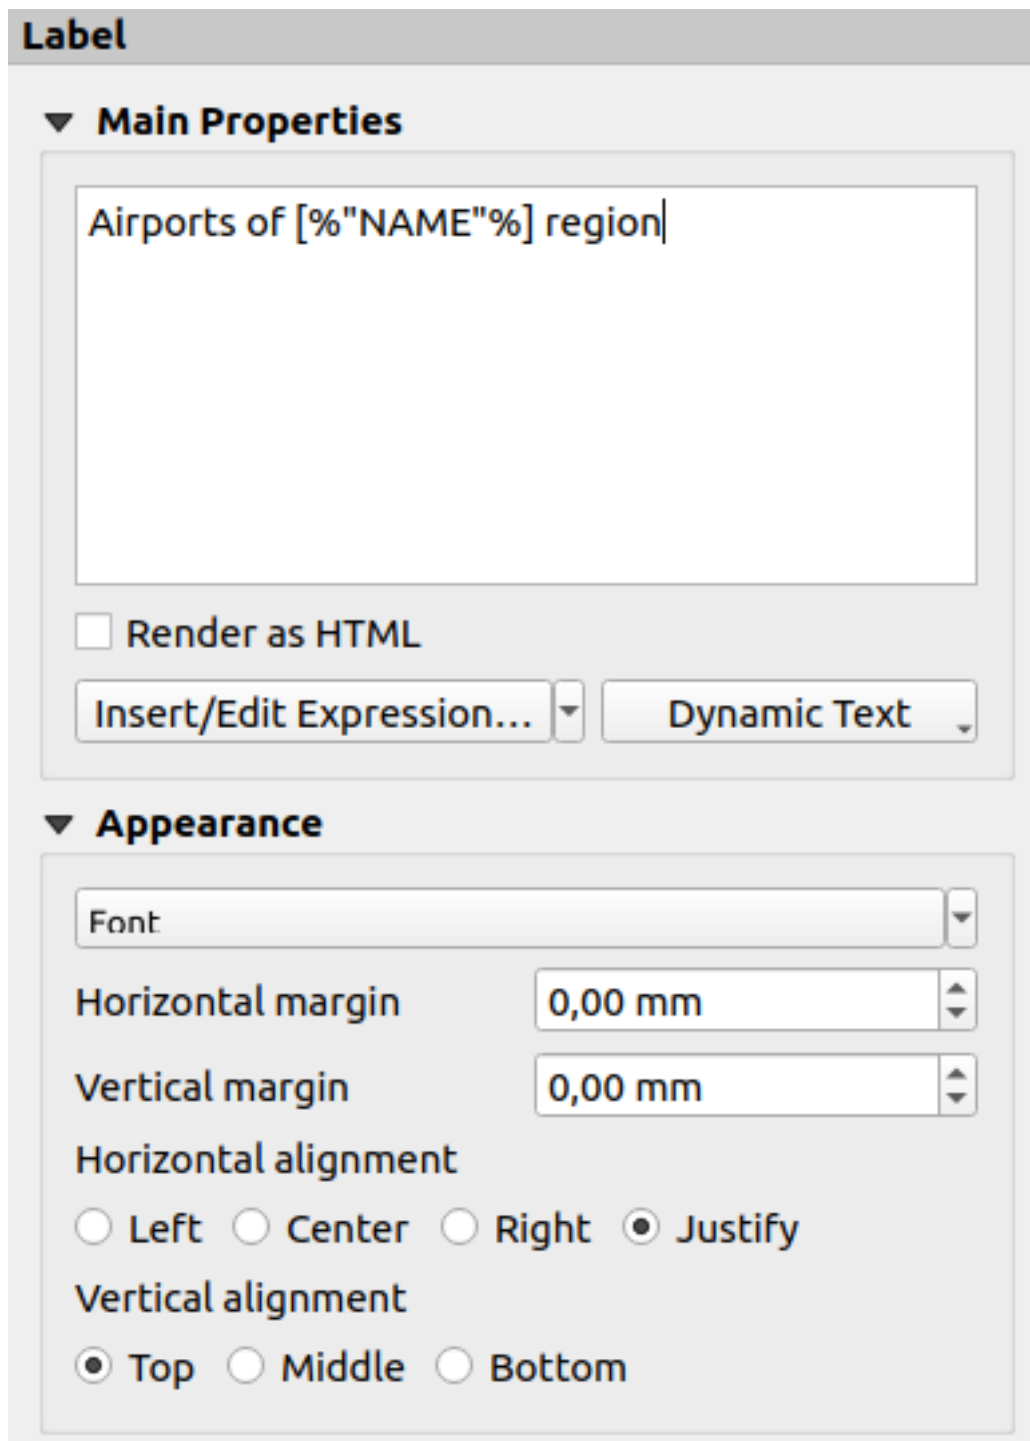 Label
Main Properties
Airports of [%"NAME"%] region
Render as HTML
Insert/Edit Expression... Dynamic Text
Appearance
Font
Horizontal margin 0,00 mm
Vertical margin 0,00 mm
Horizontal alignment
Left Center Right Justify
Vertical alignment
Top Middle Bottom